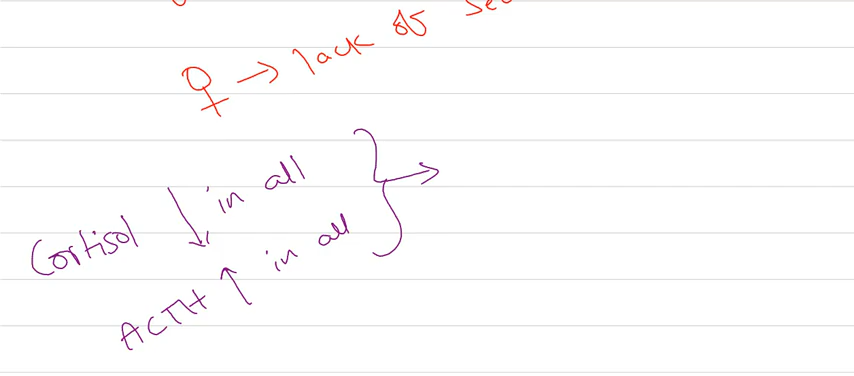 ♀ → lack of
Cortisol ↓ in all } →
ACTH ↑ in all